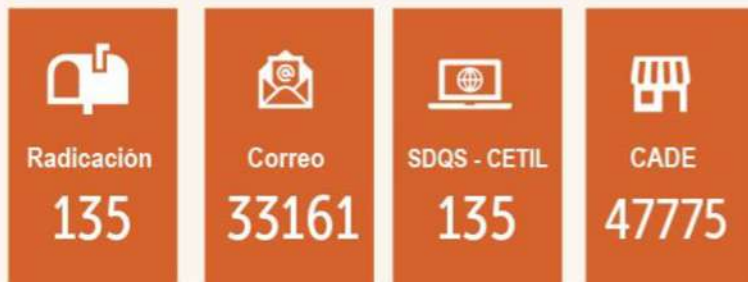 Radicación
135
@
Correo
33161
SDQS - CETIL
135
CADE
47775